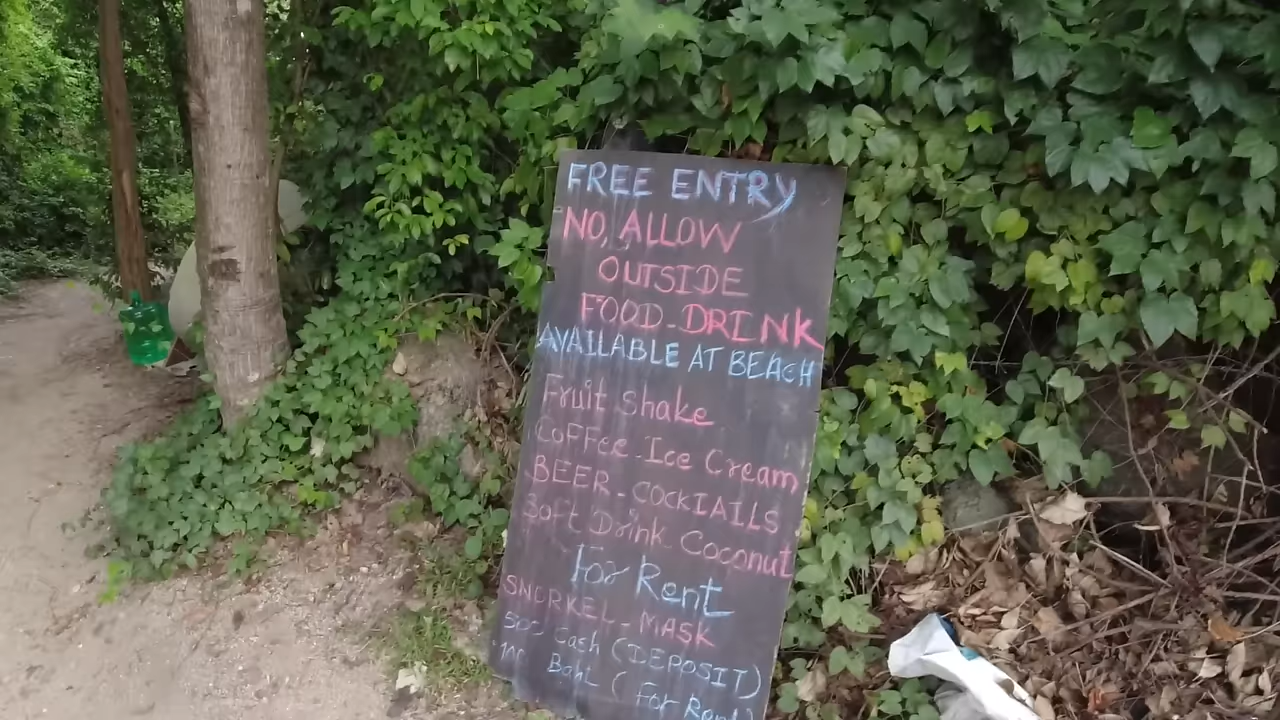 FREE ENTRY
NO, ALLOW
OUTSIDE
FOOD-DRINK
AVAILABLE AT BEACH
Fruit Shake
CoFFee-Ice Cream
BEER-COCKIAILS
Soft Drink Coconut
For Rent
SNORKEL-MASK
500 Cash (DEPOSIT)
Baht (For Rent)